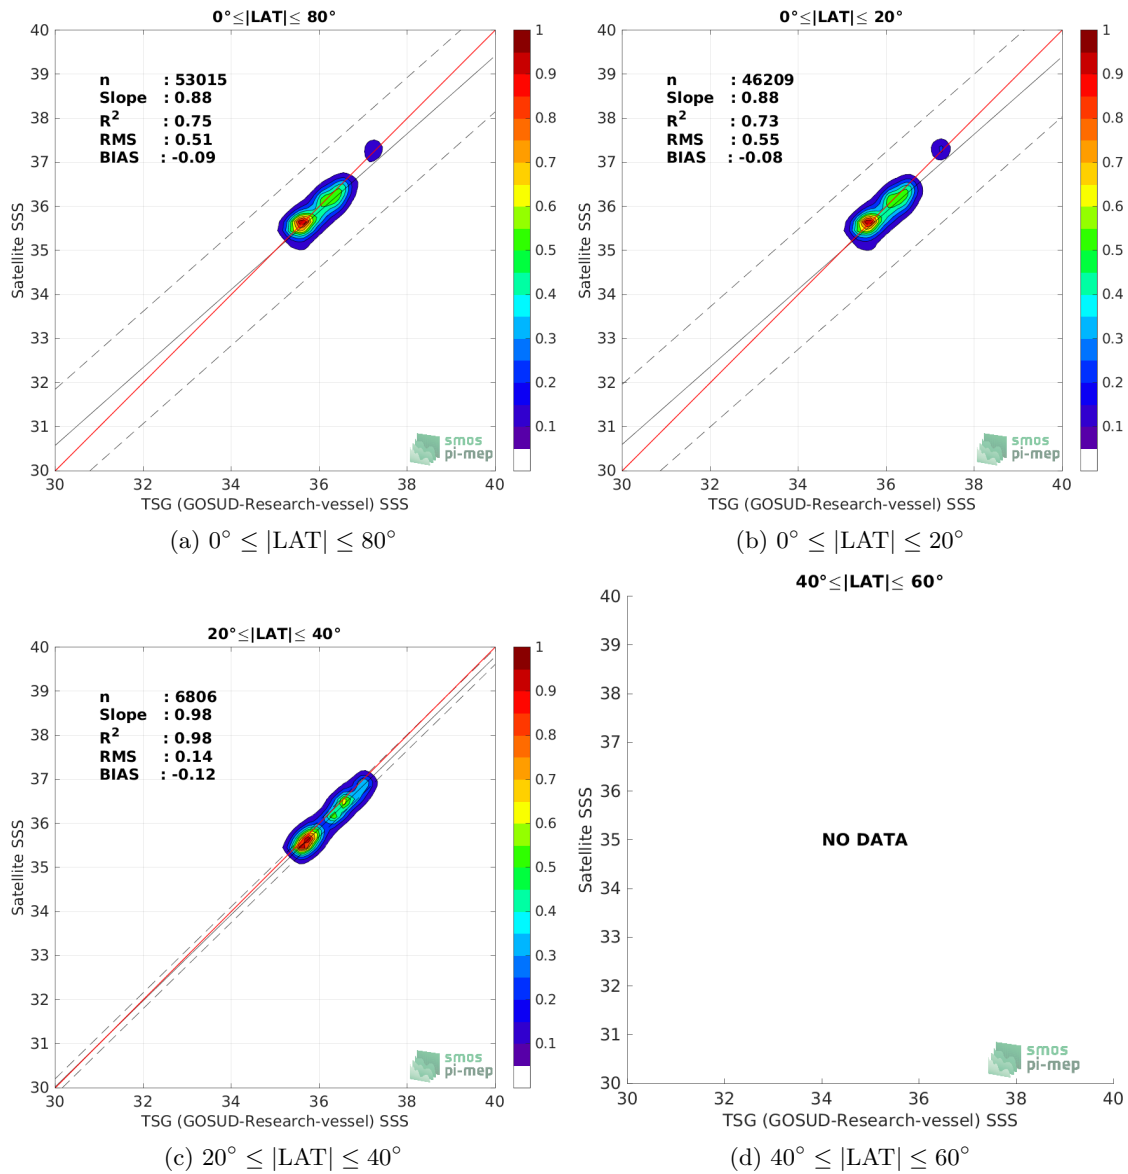 0°≤|LAT|≤ 80°
40
39
38
37
36
35
34
33
32
31
30
n : 53015
Slope : 0.88
R² : 0.75
RMS : 0.51
BIAS : -0.09
Satellite SSS
smos
pi-mep
30 32 34 36 38 40
TSG (GOSUD-Research-vessel) SSS
1
0.9
0.8
0.7
0.6
0.5
0.4
0.3
0.2
0.1
(a) 0° ≤ |LAT| ≤ 80°
0°≤|LAT|≤ 20°
40
39
38
37
36
35
34
33
32
31
30
n : 46209
Slope : 0.88
R² : 0.73
RMS : 0.55
BIAS : -0.08
Satellite SSS
smos
pi-mep
30 32 34 36 38 40
TSG (GOSUD-Research-vessel) SSS
1
0.9
0.8
0.7
0.6
0.5
0.4
0.3
0.2
0.1
(b) 0° ≤ |LAT| ≤ 20°
20°≤|LAT|≤ 40°
40
39
38
37
36
35
34
33
32
31
30
n : 6806
Slope : 0.98
R² : 0.98
RMS : 0.14
BIAS : -0.12
Satellite SSS
smos
pi-mep
30 32 34 36 38 40
TSG (GOSUD-Research-vessel) SSS
1
0.9
0.8
0.7
0.6
0.5
0.4
0.3
0.2
0.1
(c) 20° ≤ |LAT| ≤ 40°
40°≤|LAT|≤ 60°
40
39
38
37
36
35
34
33
32
31
30
NO DATA
Satellite SSS
smos
pi-mep
30 32 34 36 38 40
TSG (GOSUD-Research-vessel) SSS
(d) 40° ≤ |LAT| ≤ 60°